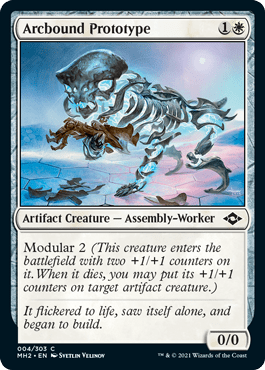 Arcbound Prototype 1
Artifact Creature — Assembly-Worker
Modular 2 (This creature enters the
battlefield with two +1/+1 counters on
it. When it dies, you may put its +1/+1
counters on target artifact creature.)
It flickered to life, saw itself alone, and
began to build.
0/0
004/303 C
MH2 • EN SVETLIN VELINOV
™ & © 2021 Wizards of the Coast